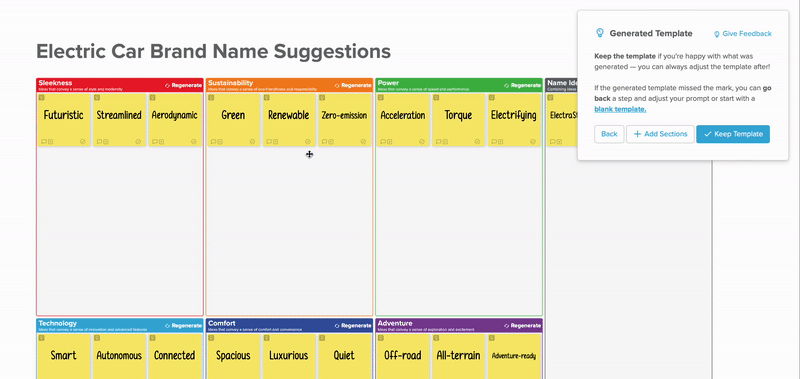 Electric Car Brand Name Suggestions
Sleekness
Ideas that convey a sense of style and modernity
Regenerate
Futuristic
Streamlined
Aerodynamic
Sustainability
Ideas that convey a sense of eco-friendliness and responsibility
Regenerate
Green
Renewable
Zero-emission
Power
Ideas that convey a sense of speed and performance
Regenerate
Acceleration
Torque
Electrifying
Name Ide
Combining ideas
ElectraSt
Technology
Ideas that convey a sense of innovation and advanced features
Regenerate
Smart
Autonomous
Connected
Comfort
Ideas that convey a sense of comfort and convenience
Regenerate
Spacious
Luxurious
Quiet
Adventure
Ideas that convey a sense of exploration and excitement
Regenerate
Off-road
All-terrain
Adventure-ready
Generated Template
Give Feedback
Keep the template if you're happy with what was
generated — you can always adjust the template after!
If the generated template missed the mark, you can go
back a step and adjust your prompt or start with a
blank template.
Back
Add Sections
Keep Template